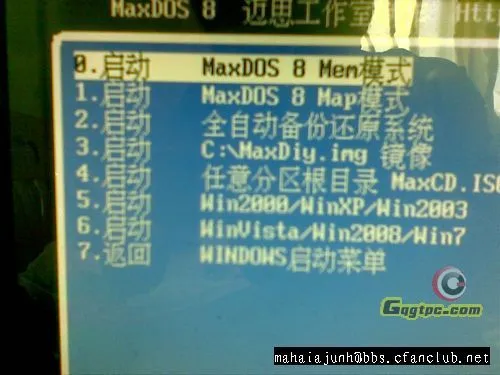 MaxDOS 8 迈思工作室 Htt
0.启动 MaxDOS 8 Mem模式
1.启动 MaxDOS 8 Map模式
2.启动 全自动备份还原系统
3.启动 C:\MaxDiy.img 镜像
4.启动 任意分区根目录 MaxCD.ISO
5.启动 Win2000/WinXP/Win2003
6.启动 WinVista/Win2008/Win7
7.返回 WINDOWS启动菜单
Gqgtpc.com
mahaiajunh@bbs.cfanclub.net